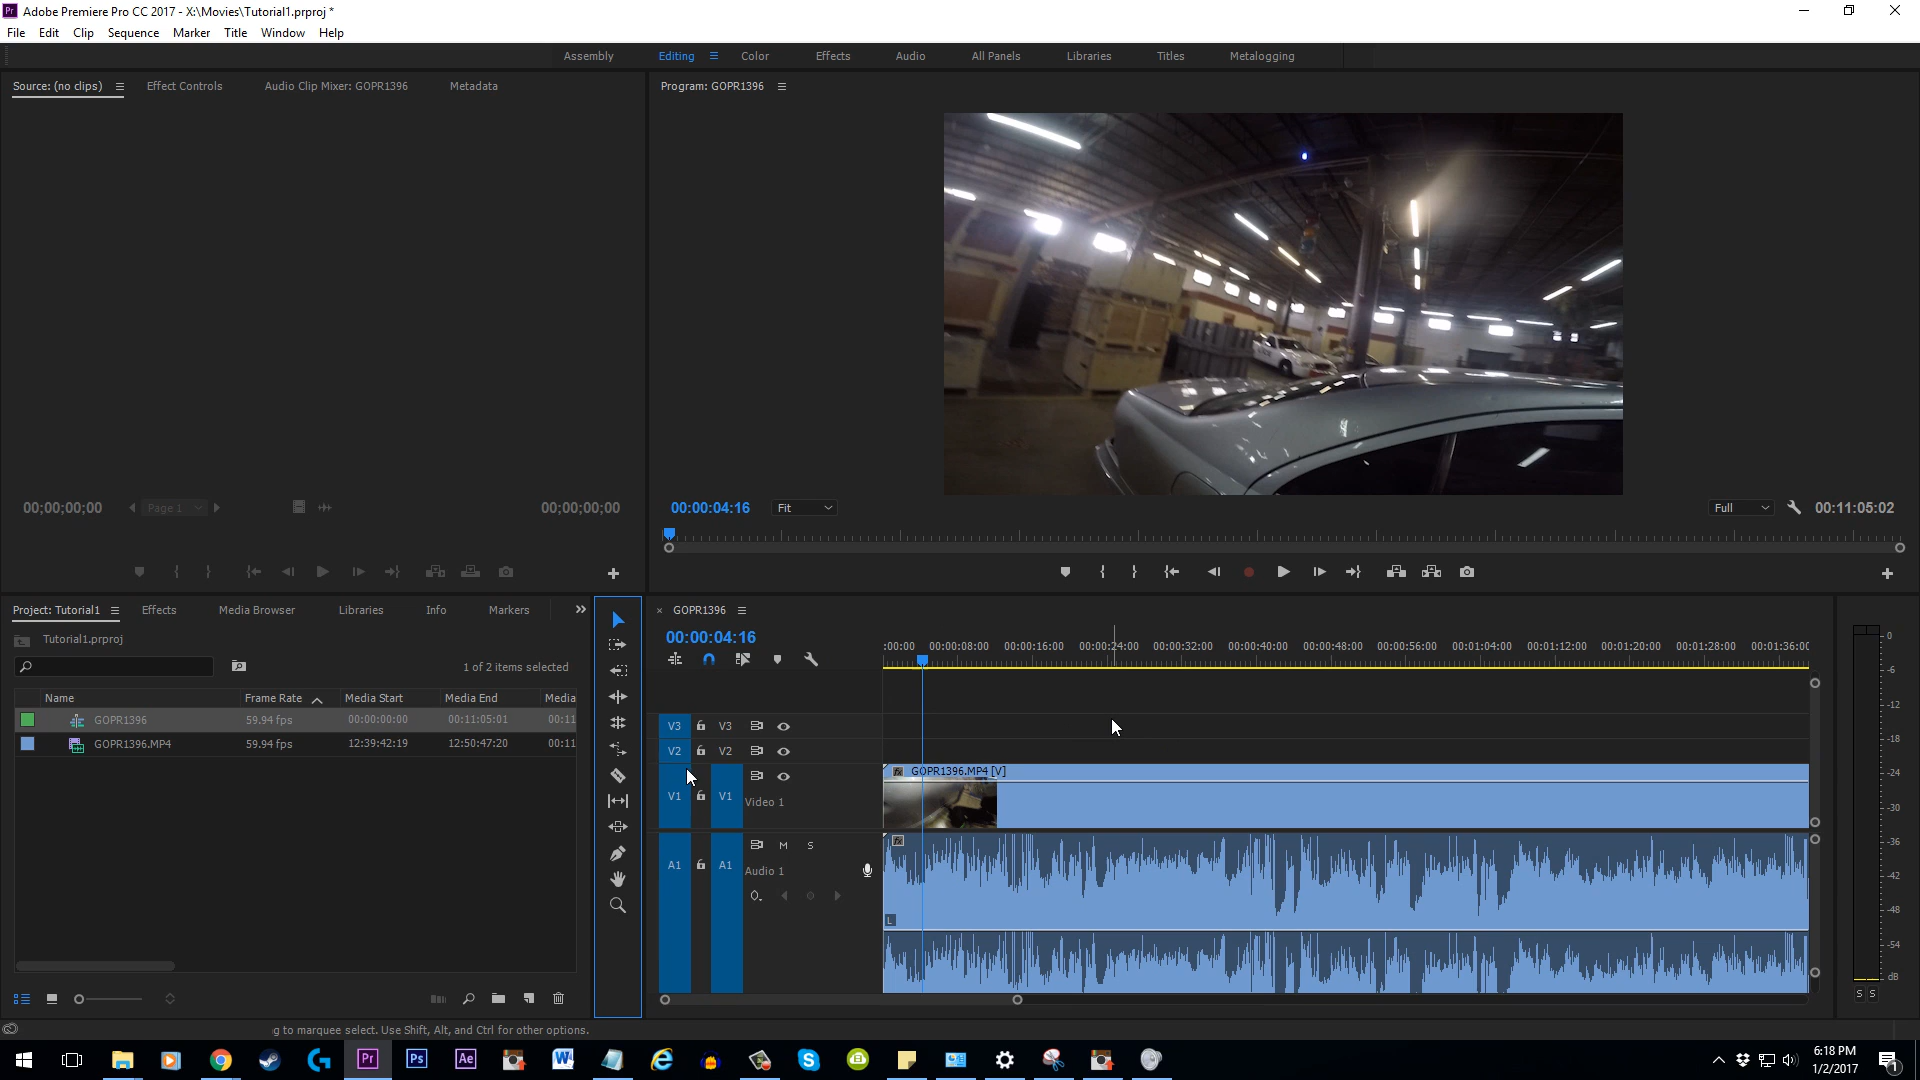 Adobe Premiere Pro CC 2017 - X:\Movies\Tutorial1.prproj *
File Edit Clip Sequence Marker Title Window Help
Assembly Editing Color Effects Audio All Panels Libraries Titles Metalogging
Source: (no clips) Effect Controls Audio Clip Mixer: GOPR1396 Metadata
Program: GOPR1396
00;00;00;00 Page 1 00;00;00;00
00:00:04:16 Fit Full 00:11:05:02
Project: Tutorial1 Effects Media Browser Libraries Info Markers
Tutorial1.prproj
1 of 2 items selected
Name Frame Rate Media Start Media End Media
GOPR1396 59.94 fps 00:00:00:00 00:11:05:01 00:11
GOPR1396.MP4 59.94 fps 12:39:42:19 12:50:47:20 00:11
GOPR1396
00:00:04:16
:00:00 00:00:08:00 00:00:16:00 00:00:24:00 00:00:32:00 00:00:40:00 00:00:48:00 00:00:56:00 00:01:04:00 00:01:12:00 00:01:20:00 00:01:28:00 00:01:36:00
V3 V3
V2 V2
GOPR1396.MP4 [V]
V1 V1 Video 1
M S
A1 A1 Audio 1
L
0
-6
-12
-18
-24
-30
-36
-42
-48
-54
dB
S S
g to marquee select. Use Shift, Alt, and Ctrl for other options.
Pr Ps Ae
6:18 PM
1/2/2017
1